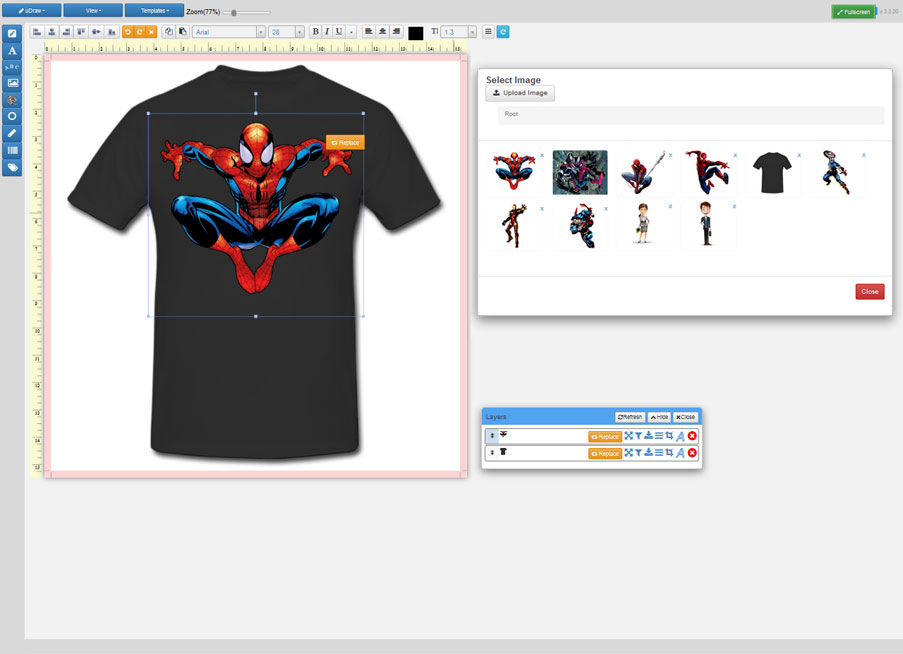 uDraw
View
Templates
Zoom(77%)
Fullscreen
v 3.3.20
Arial
28
B I U
T
1.3
A
ABC
Select Image
Upload Image
Root
Replace
Close
Layers
Refresh
Hide
Close
Replace
A
Replace
A